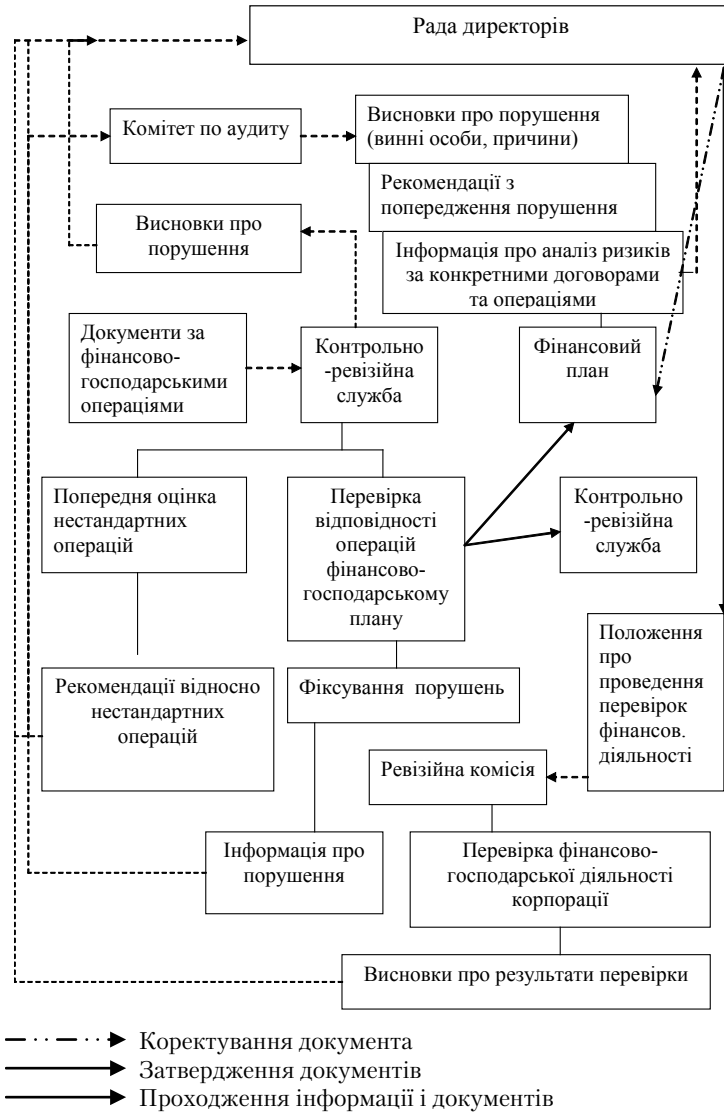 Рада директорів
Комітет по аудиту
Висновки про порушення
(винні особи, причини)
Рекомендації з
попередження порушення
Висновки про
порушення
Інформація про аналіз ризиків
за конкретними договорами
та операціями
Документи за
фінансово-
господарськими
операціями
Контрольно
-ревізійна
служба
Фінансовий
план
Попередня оцінка
нестандартних
операцій
Перевірка
відповідності
операцій
фінансово-
господарському
плану
Контрольно
-ревізійна
служба
Положення
про
проведення
перевірок
фінансов.
діяльності
Рекомендації відносно
нестандартних
операцій
Фіксування порушень
Ревізійна комісія
Інформація про
порушення
Перевірка фінансово-
господарської діяльності
корпорації
Висновки про результати перевірки
Коректування документа
Затвердження документів
Проходження інформації і документів